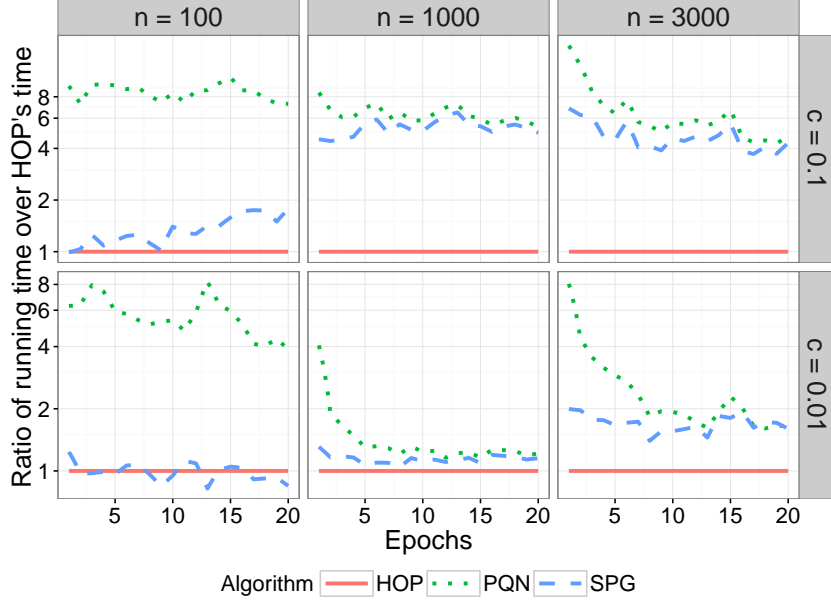 n = 100
n = 1000
n = 3000
Ratio of running time over HOP's time
8
6
4
2
1
c = 0.1
8
6
4
2
1
c = 0.01
5
10
15
20
5
10
15
20
5
10
15
20
Epochs
Algorithm HOP PQN SPG